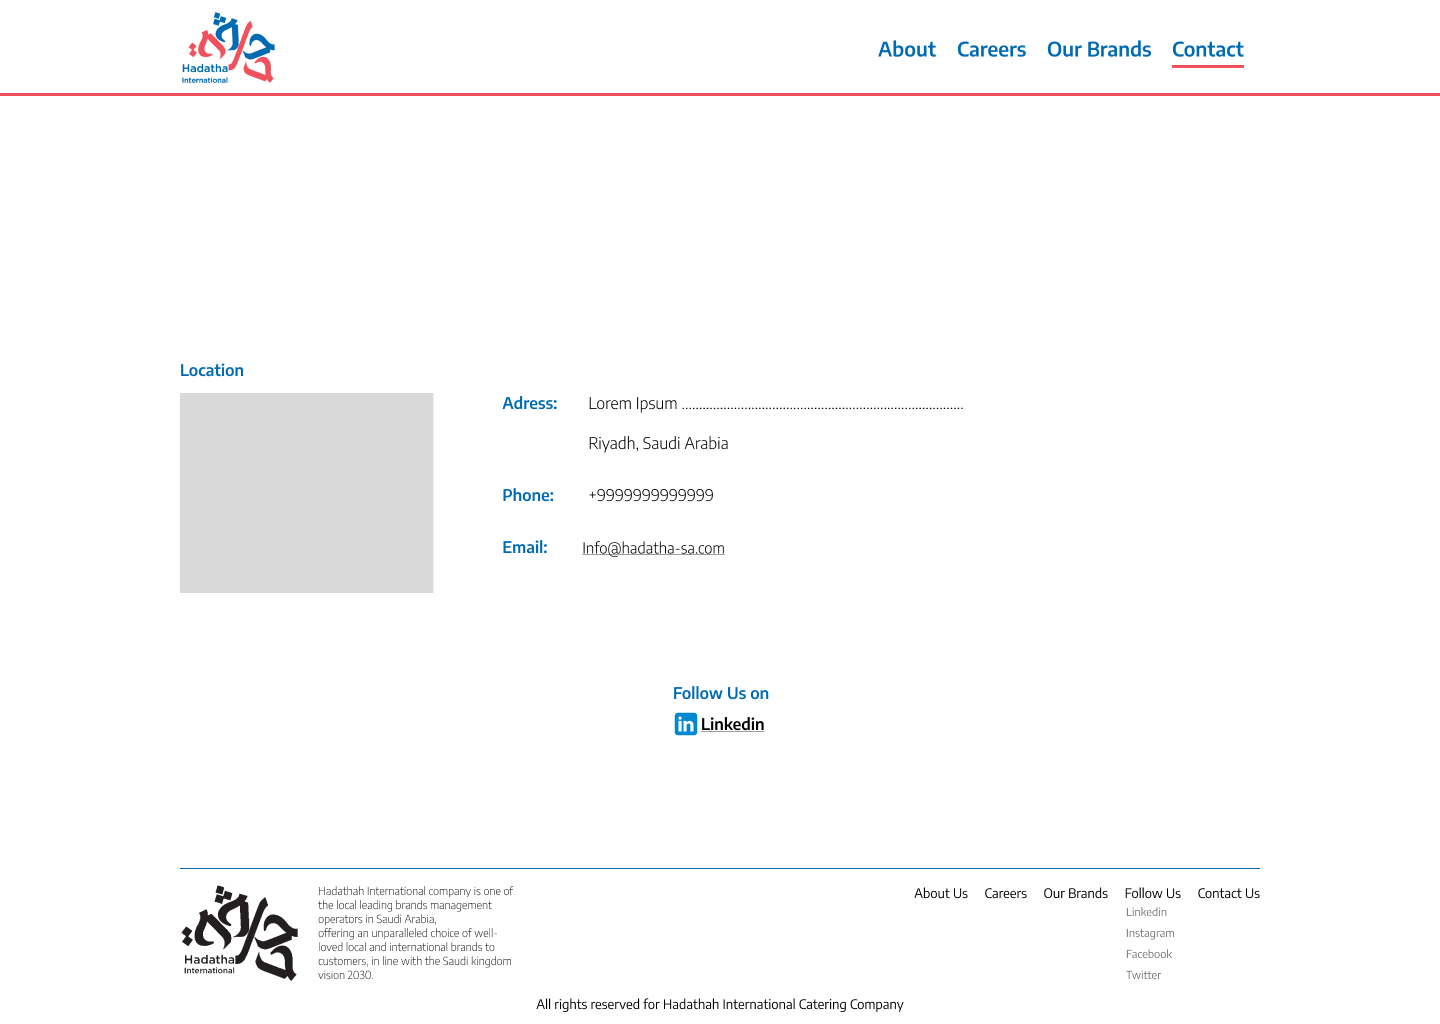 Hadatha
International
About Careers Our Brands Contact
Location
Adress: Lorem Ipsum .................................................................................
Riyadh, Saudi Arabia
Phone: +9999999999999
Email: Info@hadatha-sa.com
Follow Us on
in Linkedin
Hadatha
International
Hadathah International company is one of
the local leading brands management
operators in Saudi Arabia,
offering an unparalleled choice of well-
loved local and international brands to
customers, in line with the Saudi kingdom
vision 2030.
About Us Careers Our Brands Follow Us Contact Us
Linkedin
Instagram
Facebook
Twitter
All rights reserved for Hadathah International Catering Company